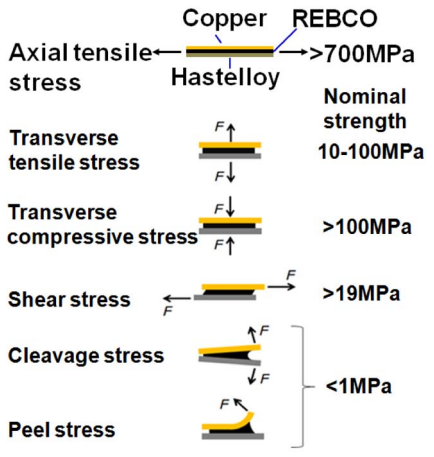 Copper REBCO
Axial tensile stress >700MPa
Hastelloy
Nominal strength
F
Transverse tensile stress 10-100MPa
F
F
Transverse compressive stress >100MPa
F
F
Shear stress >19MPa
F
F
Cleavage stress
F
<1MPa
F
Peel stress